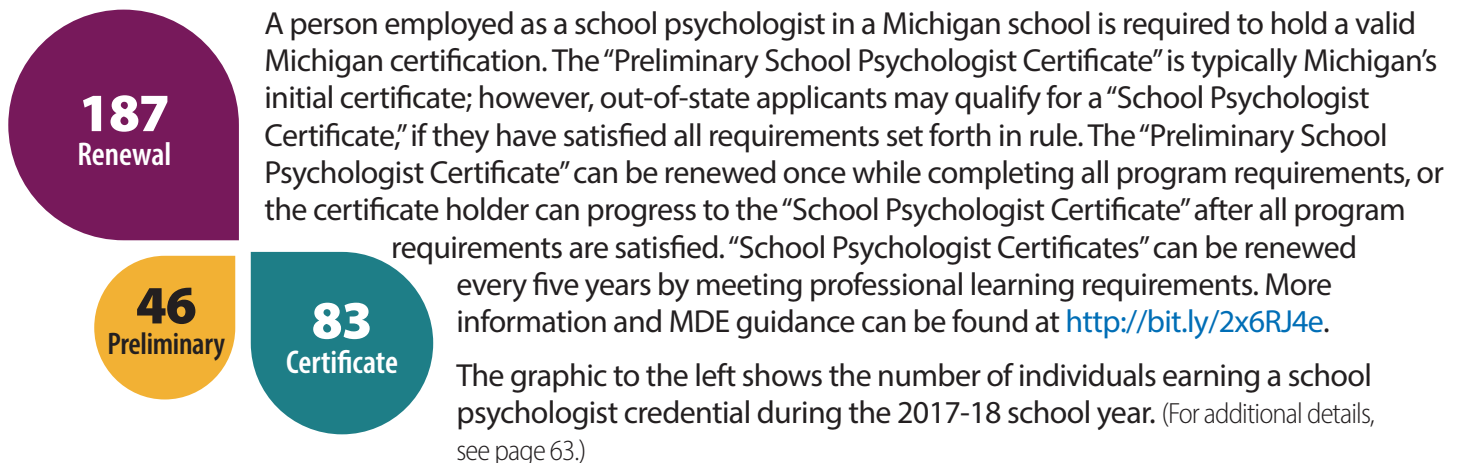 187
Renewal
46
Preliminary
83
Certificate
A person employed as a school psychologist in a Michigan school is required to hold a valid
Michigan certification. The “Preliminary School Psychologist Certificate” is typically Michigan’s
initial certificate; however, out-of-state applicants may qualify for a “School Psychologist
Certificate,” if they have satisfied all requirements set forth in rule. The “Preliminary School
Psychologist Certificate” can be renewed once while completing all program requirements, or
the certificate holder can progress to the “School Psychologist Certificate” after all program
requirements are satisfied. “School Psychologist Certificates” can be renewed
every five years by meeting professional learning requirements. More
information and MDE guidance can be found at http://bit.ly/2x6RJ4e.
The graphic to the left shows the number of individuals earning a school
psychologist credential during the 2017-18 school year. (For additional details,
see page 63.)